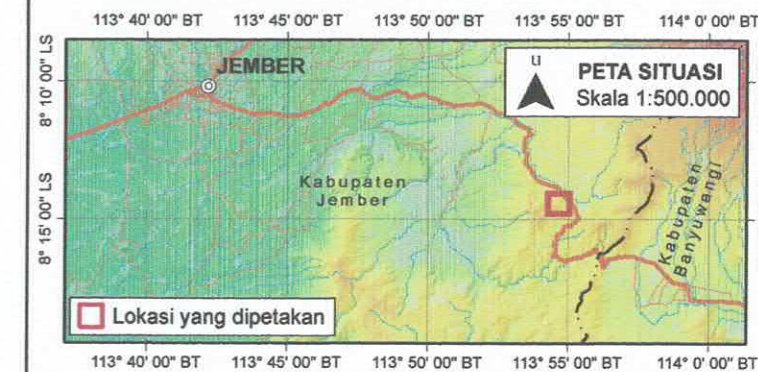 113° 40' 00" BT 113° 45' 00" BT 113° 50' 00" BT 113° 55' 00" BT 114° 0' 00" BT
8° 10' 00" LS
JEMBER
u
PETA SITUASI
Skala 1:500.000
Kabupaten
Jember
Kabupaten
Banyuwangi
8° 15' 00" LS
Lokasi yang dipetakan
113° 40' 00" BT 113° 45' 00" BT 113° 50' 00" BT 113° 55' 00" BT 114° 0' 00" BT